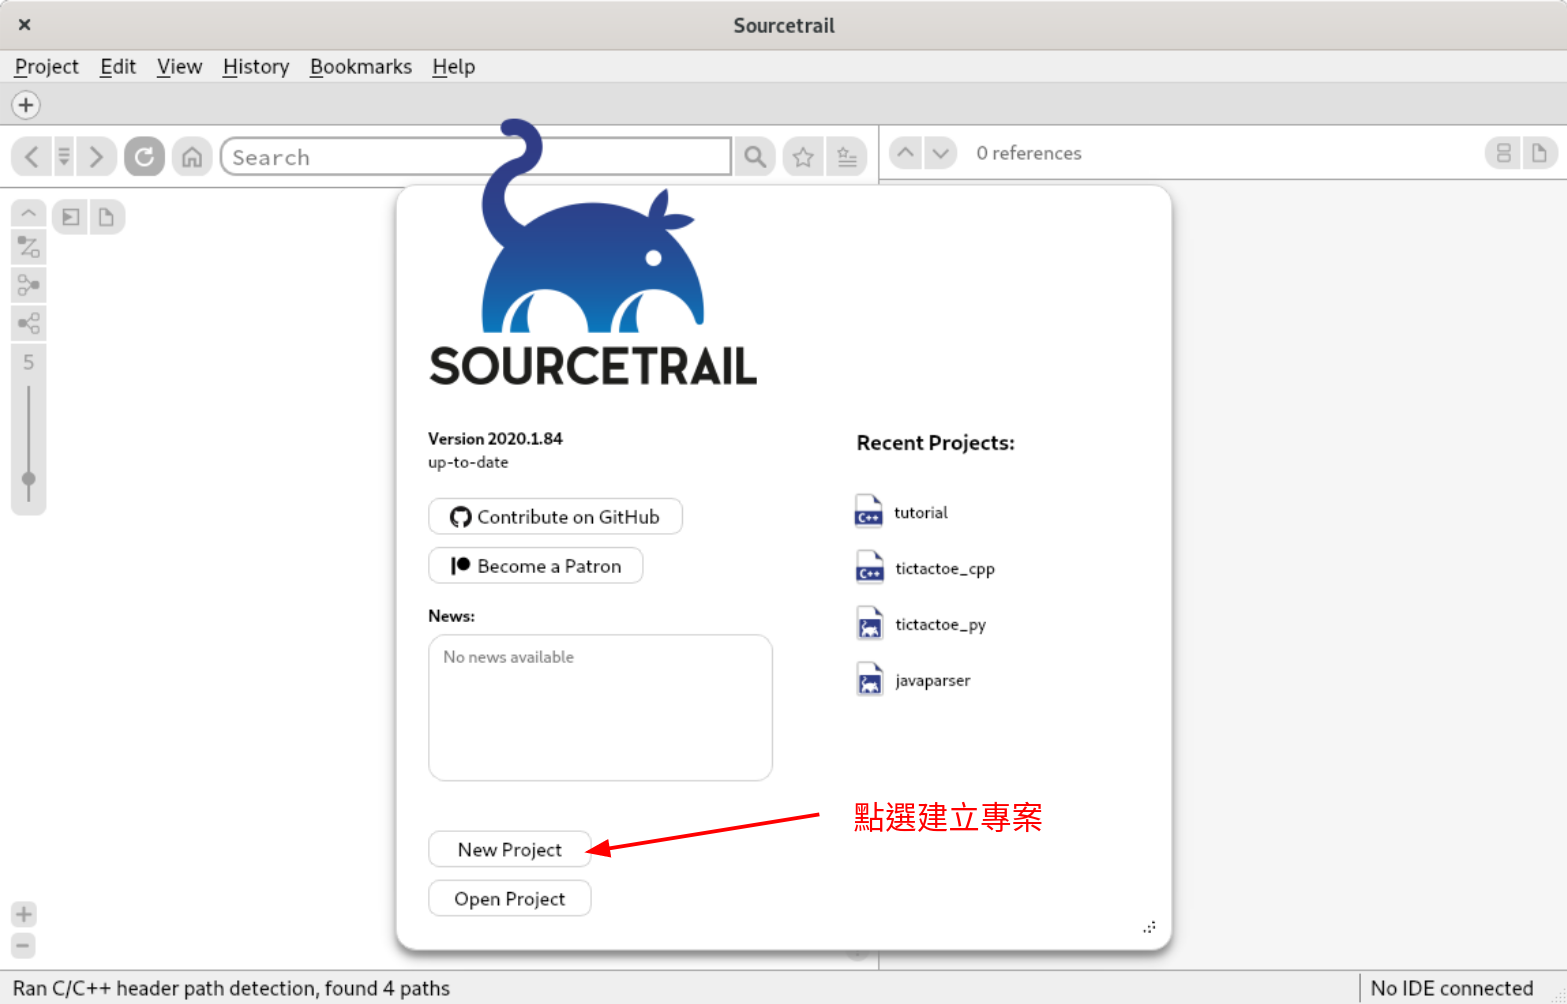 Sourcetrail
Project Edit View History Bookmarks Help
Search
0 references
5
SOURCETRAIL
Version 2020.1.84
up-to-date
Contribute on GitHub
Become a Patron
News:
No news available
Recent Projects:
C++ tutorial
C++ tictactoe_cpp
tictactoe_py
javaparser
點選建立專案
New Project
Open Project
Ran C/C++ header path detection, found 4 paths
No IDE connected